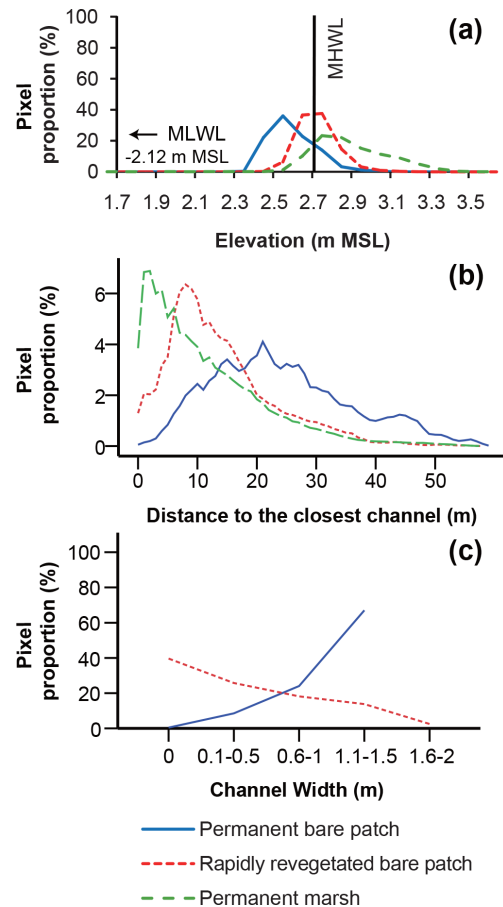 (a)
100
80
60
40
20
0
Pixel
proportion (%)
MHWL
← MLWL
-2.12 m MSL
1.7 1.9 2.1 2.3 2.5 2.7 2.9 3.1 3.3 3.5
Elevation (m MSL)
(b)
6
4
2
0
Pixel
proportion (%)
0 10 20 30 40 50
Distance to the closest channel (m)
(c)
100
80
60
40
20
0
Pixel
proportion (%)
0 0.1-0.5 0.6-1 1.1-1.5 1.6-2
Channel Width (m)
Permanent bare patch
Rapidly revegetated bare patch
Permanent marsh